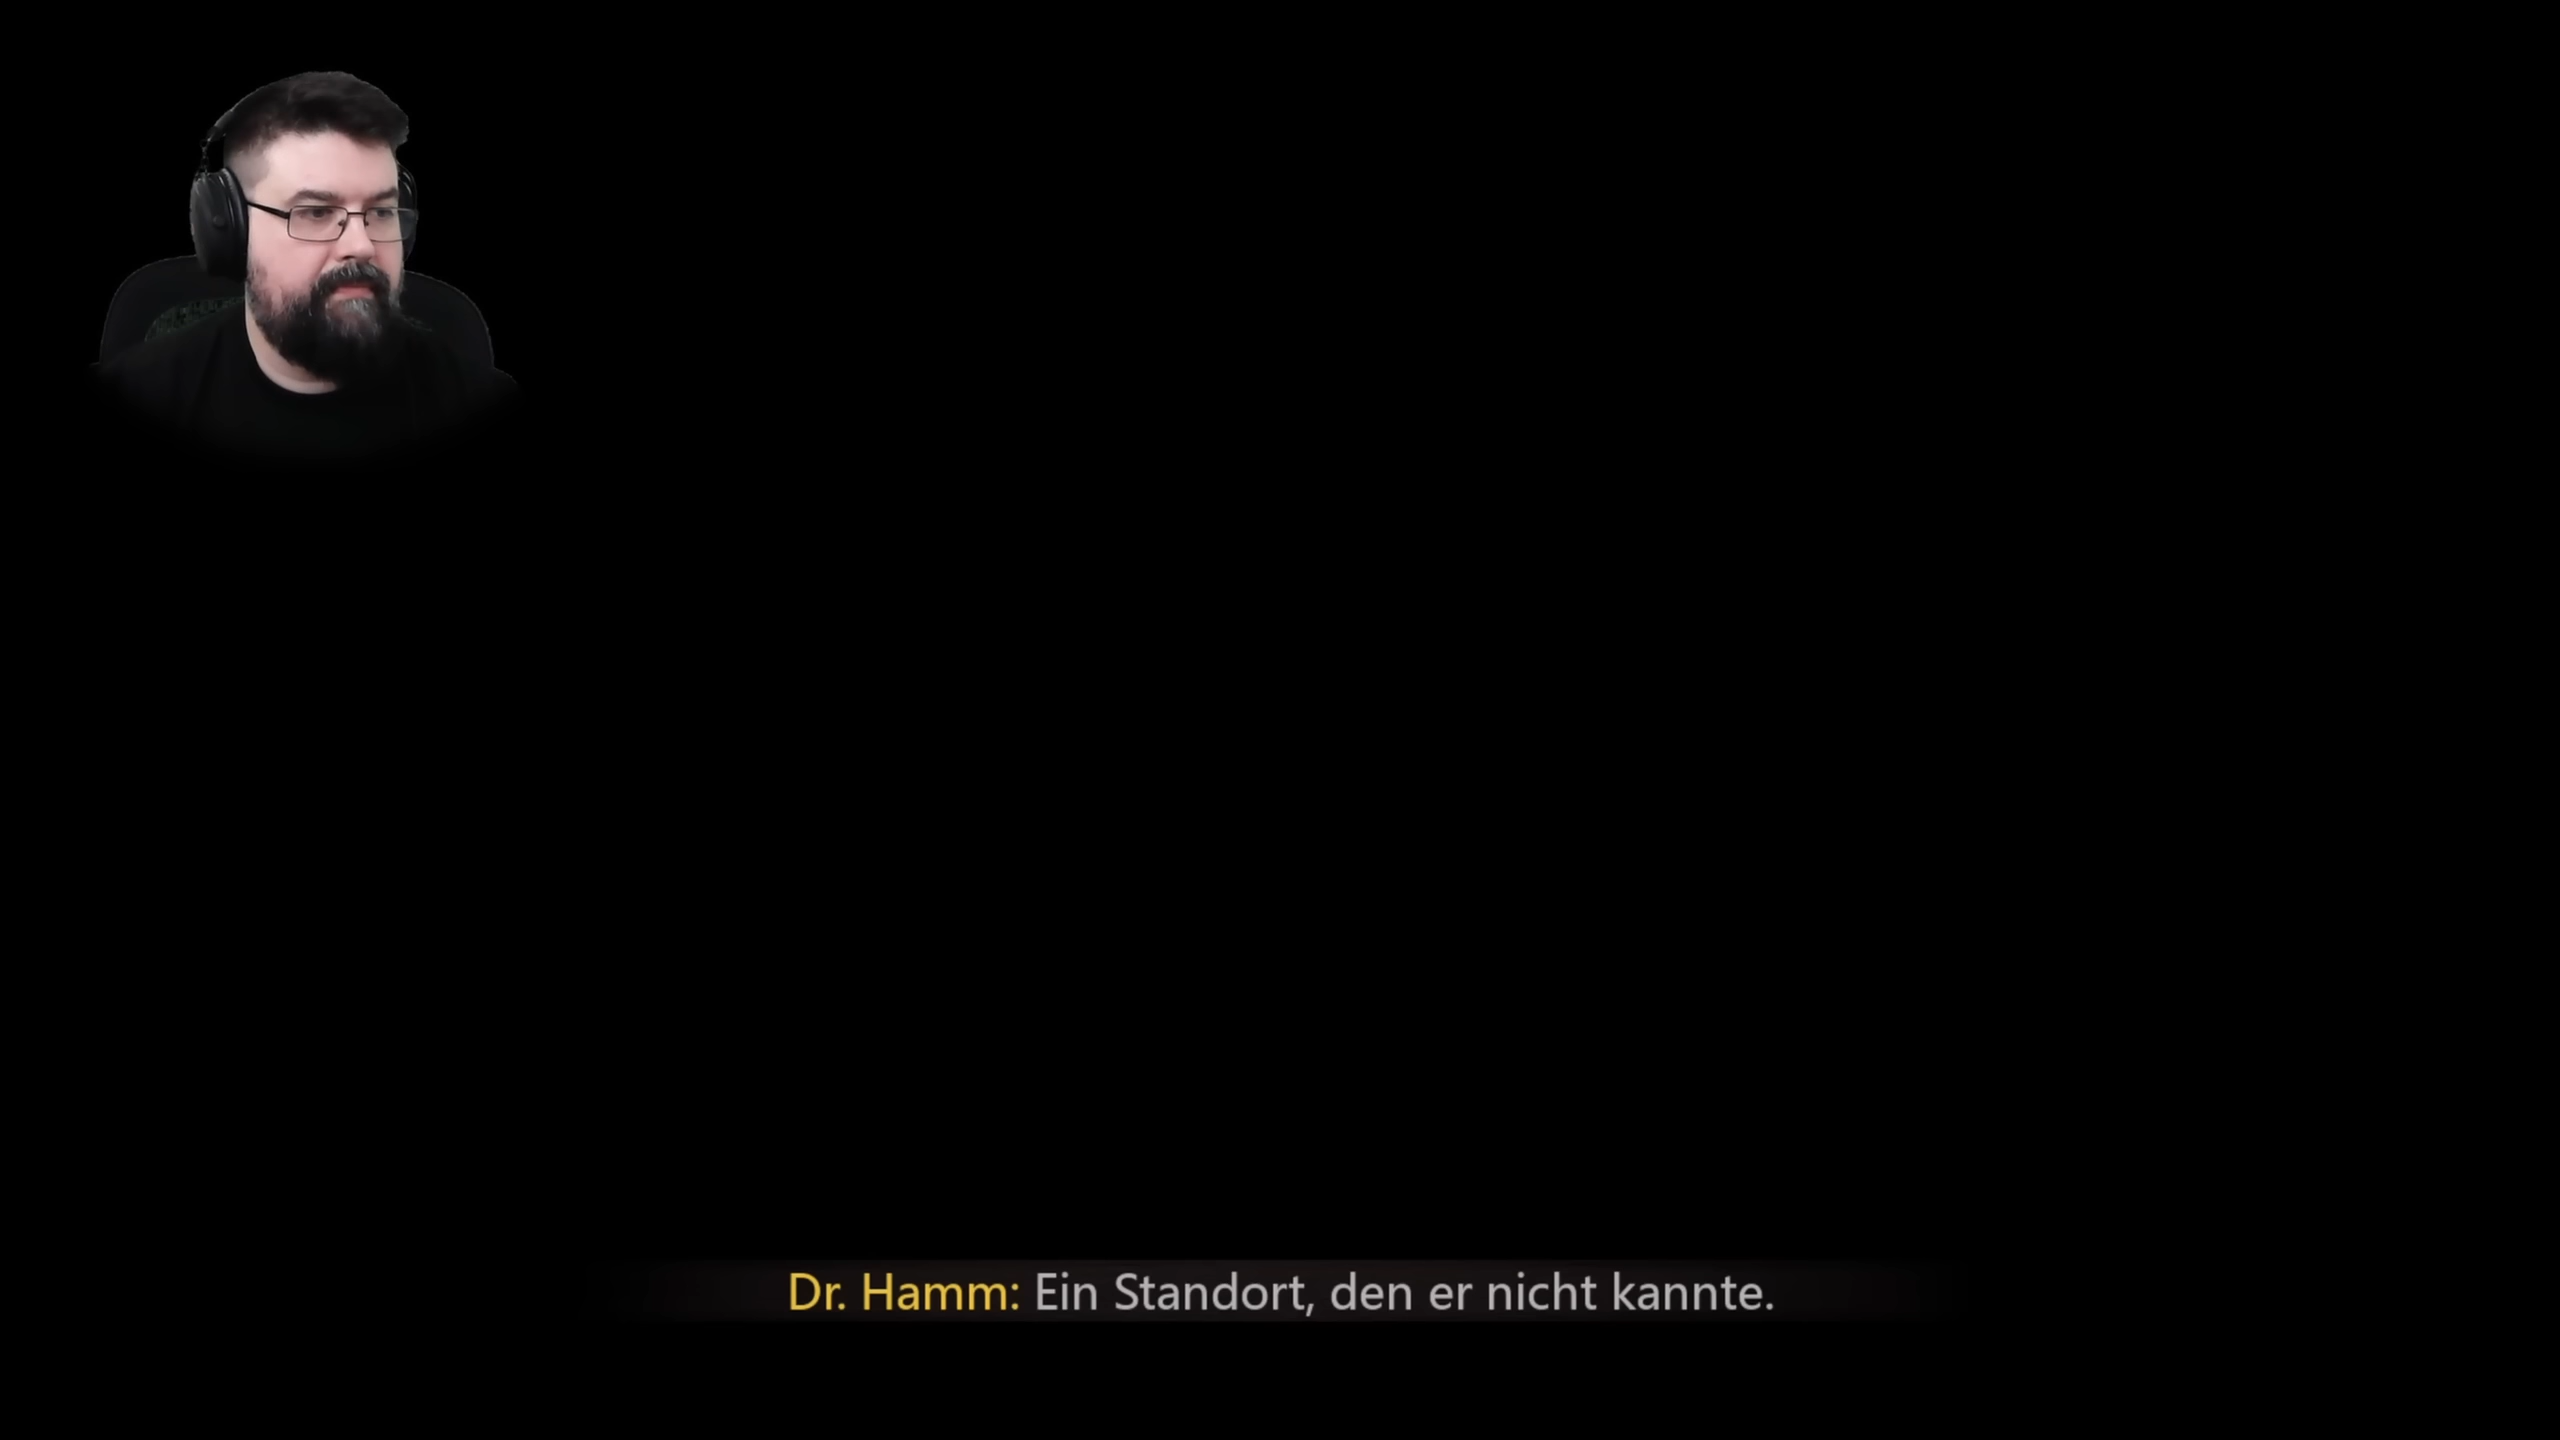 Dr. Hamm: Ein Standort, den er nicht kannte.